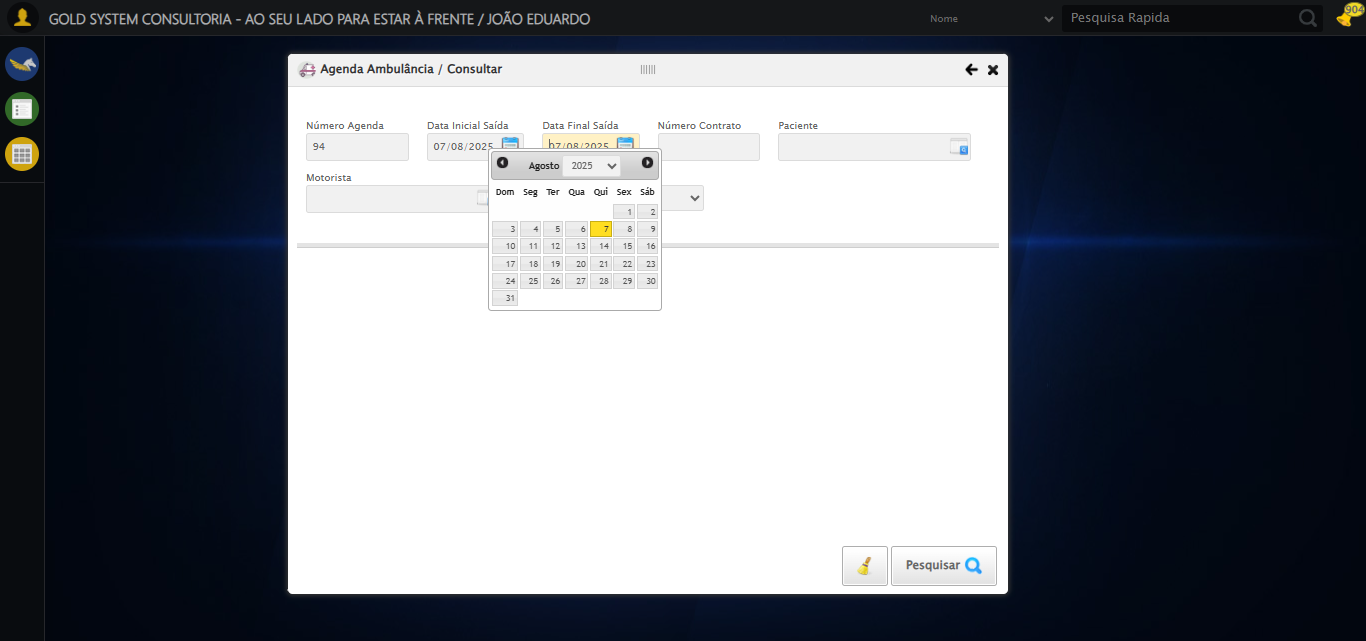 GOLD SYSTEM CONSULTORIA - AO SEU LADO PARA ESTAR À FRENTE / JOÃO EDUARDO
Nome
Pesquisa Rapida
904
Agenda Ambulância / Consultar
Número Agenda
Data Inicial Saída
Data Final Saída
Número Contrato
Paciente
94
07/08/2025
07/08/2025
Motorista
Agosto 2025
Dom Seg Ter Qua Qui Sex Sáb
1 2
3 4 5 6 7 8 9
10 11 12 13 14 15 16
17 18 19 20 21 22 23
24 25 26 27 28 29 30
31
Pesquisar